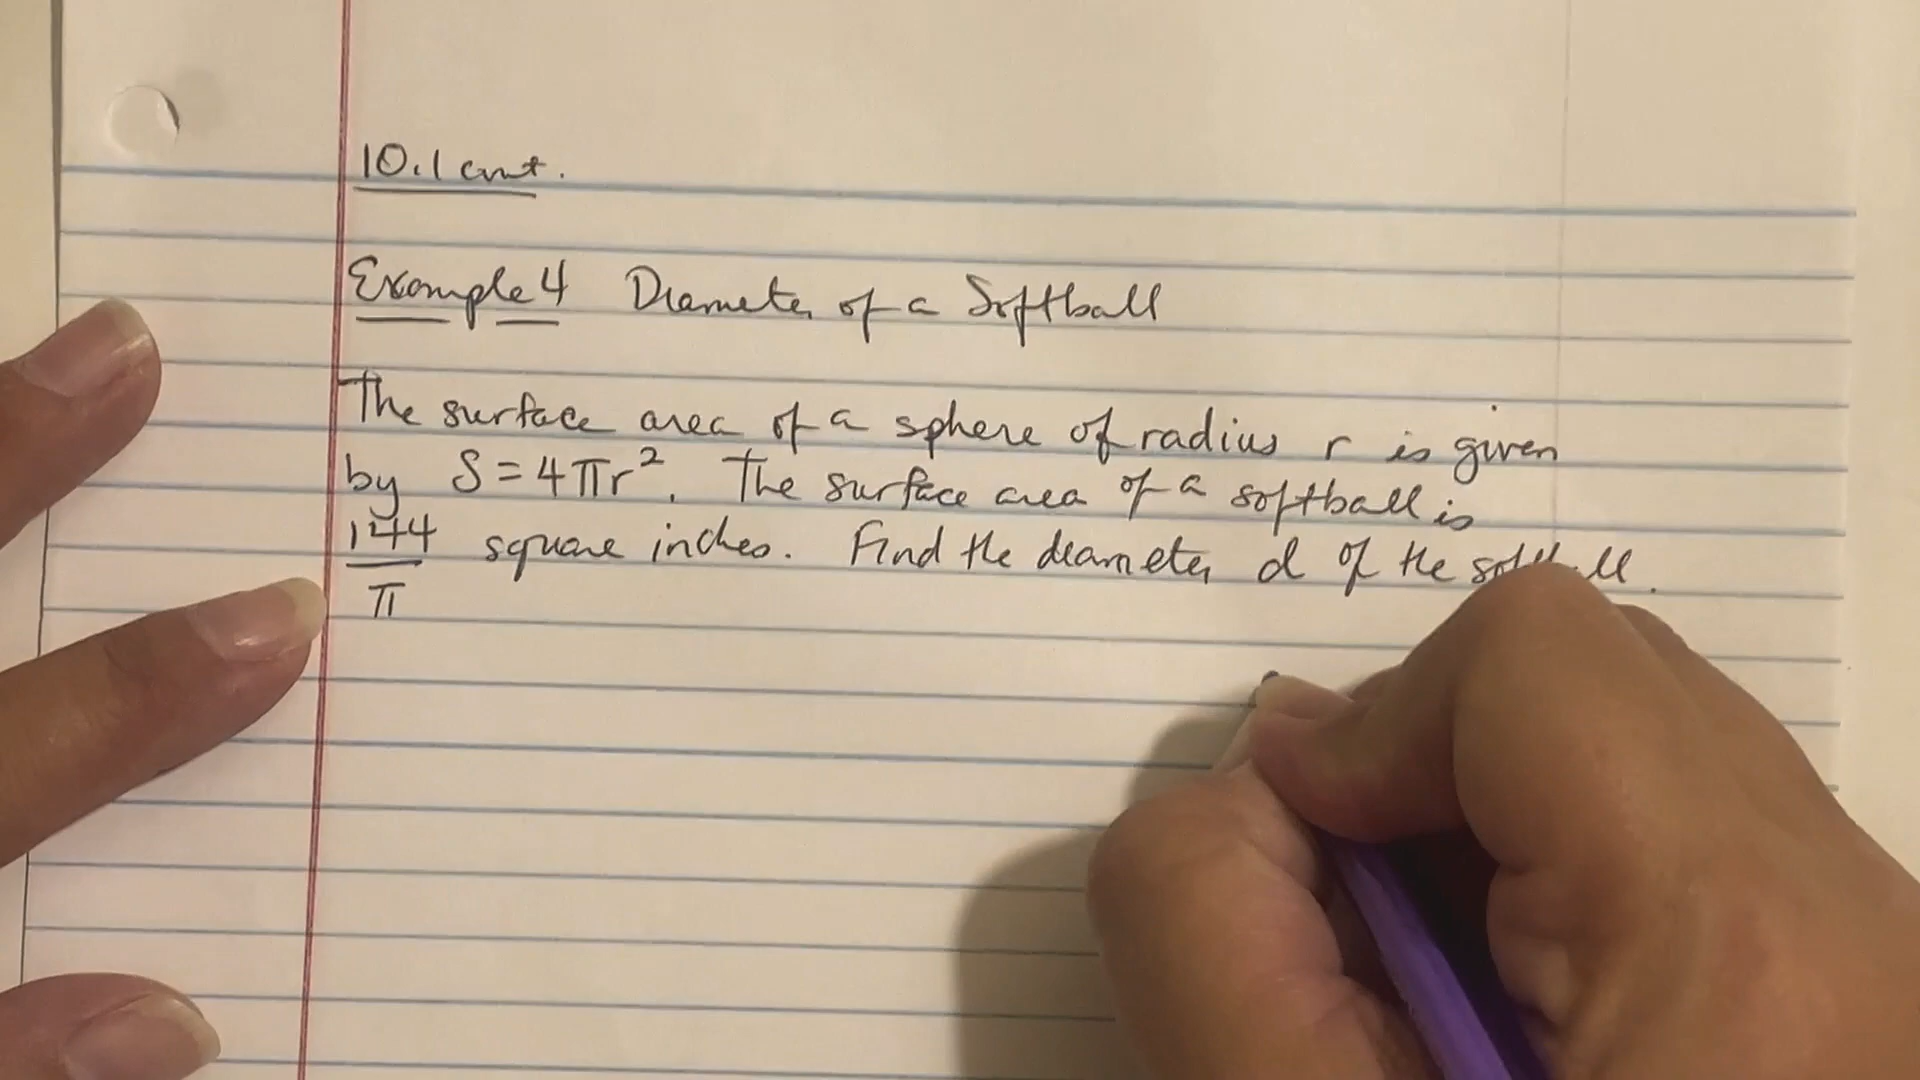 10.1 cont.
Example 4 Diameter of a Softball
The surface area of a sphere of radius r is given
by S = 4πr². The surface area of a softball is
144/π square inches. Find the diameter d of the softball.